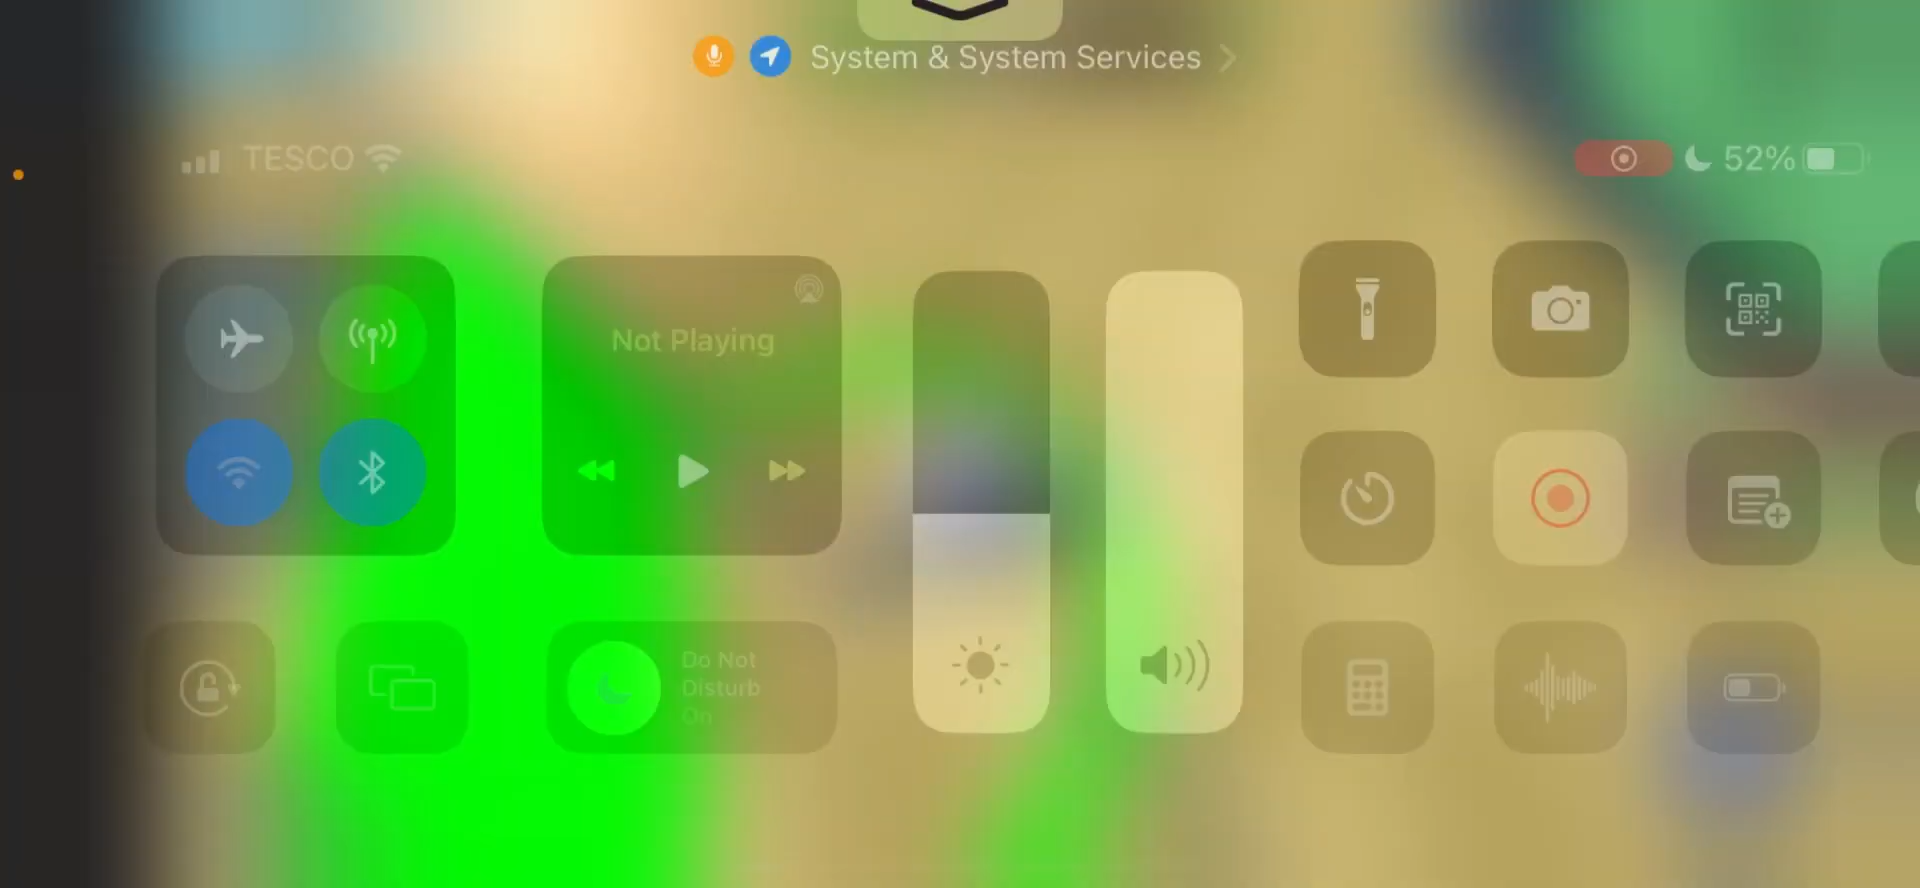 System & System Services
TESCO
52%
Not Playing
Do Not
Disturb
On